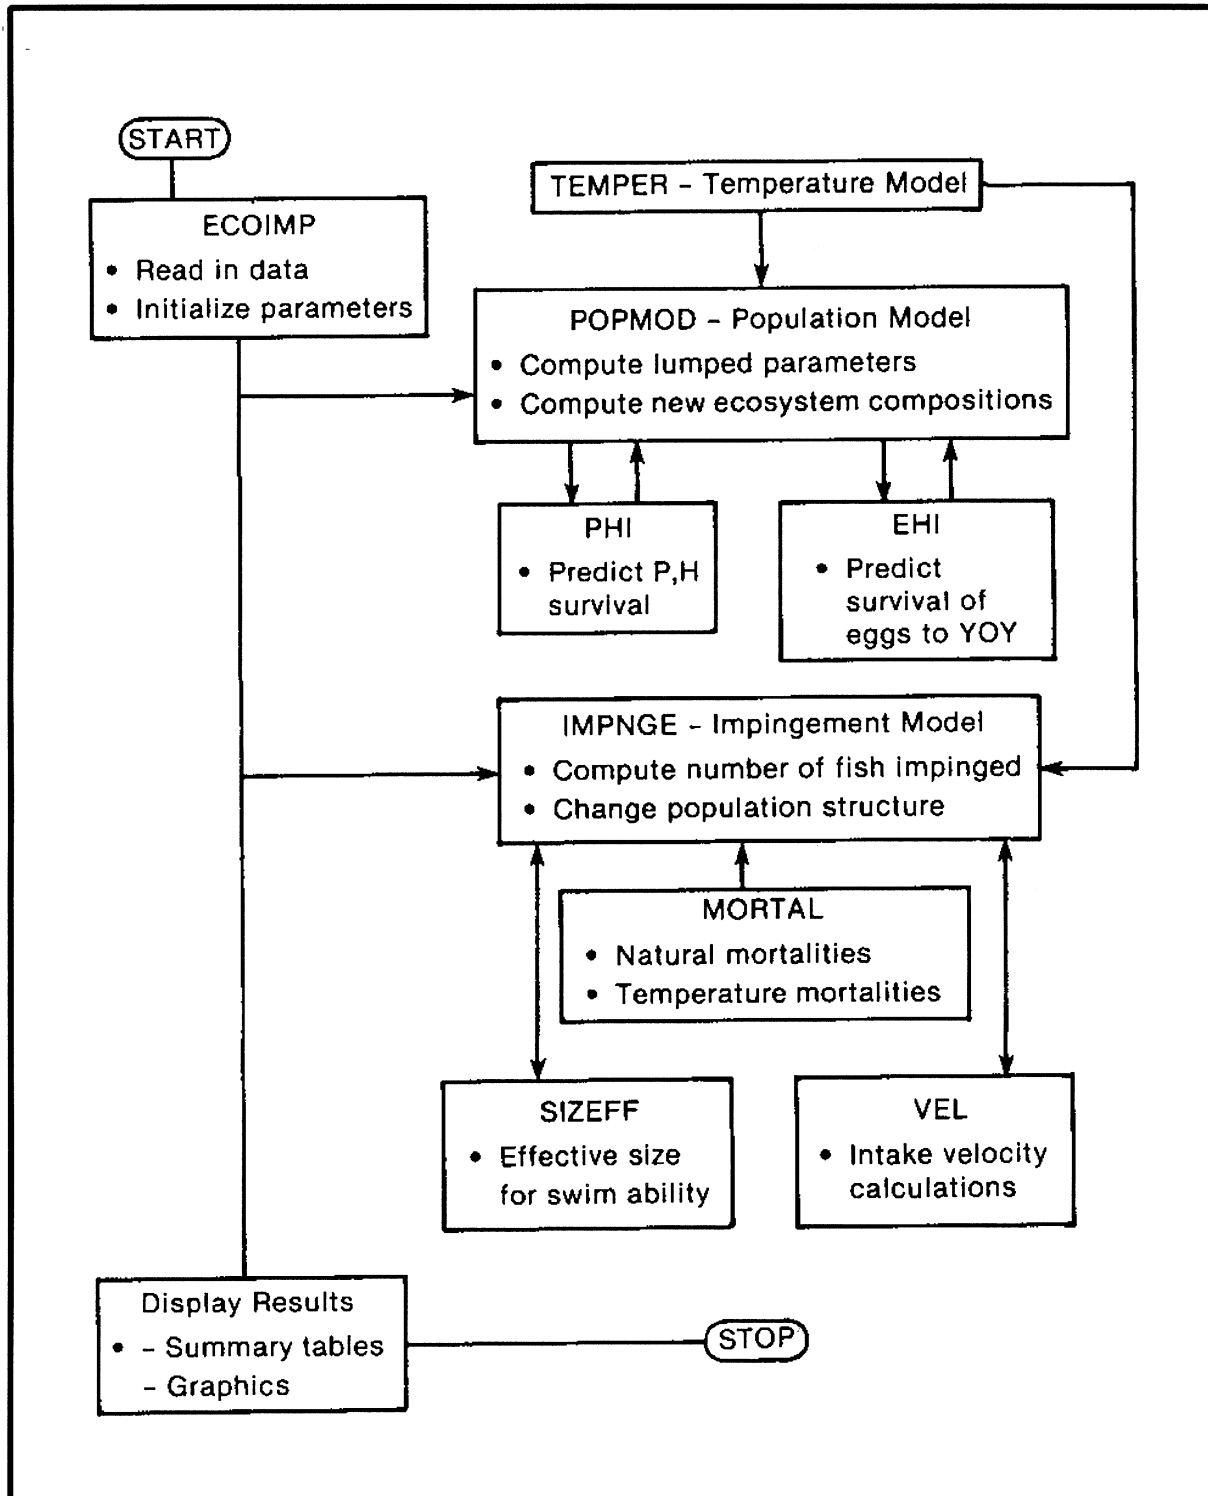 START
ECOIMP
• Read in data
• Initialize parameters
TEMPER – Temperature Model
POPMOD – Population Model
• Compute lumped parameters
• Compute new ecosystem compositions
PHI
• Predict P,H
survival
EHI
• Predict
survival of
eggs to YOY
IMPNGE – Impingement Model
• Compute number of fish impinged
• Change population structure
MORTAL
• Natural mortalities
• Temperature mortalities
SIZEFF
• Effective size
for swim ability
VEL
• Intake velocity
calculations
Display Results
• – Summary tables
– Graphics
STOP